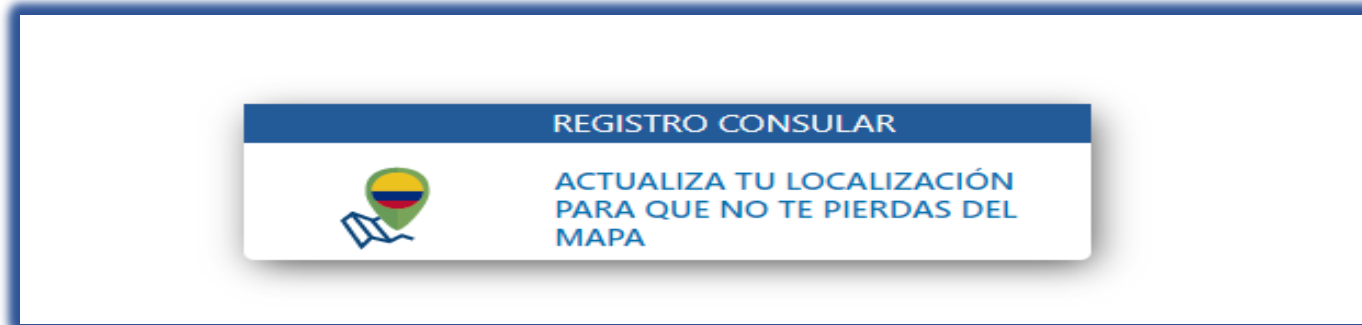 REGISTRO CONSULAR
ACTUALIZA TU LOCALIZACIÓN
PARA QUE NO TE PIERDAS DEL
MAPA